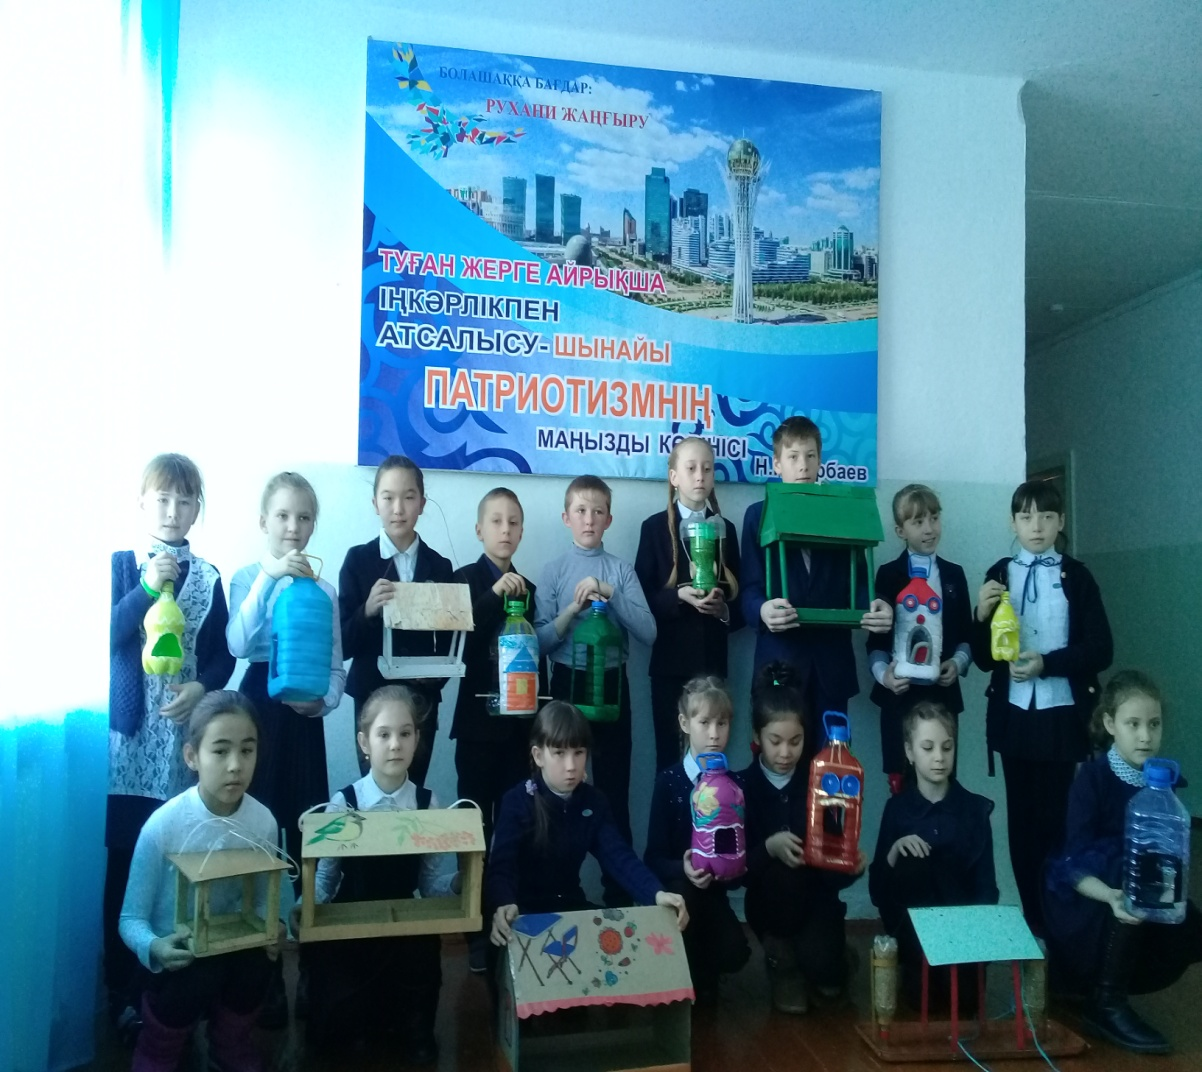 БОЛАШАҚҚА БАҒДАР:
РУХАНИ ЖАҢҒЫРУ
ТУҒАН ЖЕРГЕ АЙРЫҚША
ІҢКӘРЛІКПЕН
АТСАЛЫСУ- ШЫНАЙЫ
ПАТРИОТИЗМНІҢ
МАҢЫЗДЫ